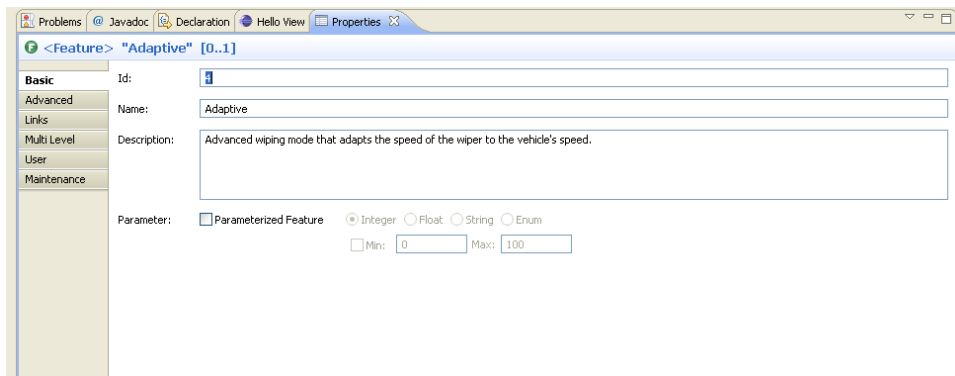 Problems @ Javadoc Declaration Hello View Properties
<Feature> "Adaptive" [0..1]
Basic
Advanced
Links
Multi Level
User
Maintenance
Id: 4
Name: Adaptive
Description: Advanced wiping mode that adapts the speed of the wiper to the vehicle's speed.
Parameter: Parameterized Feature Integer Float String Enum
Min: 0 Max: 100